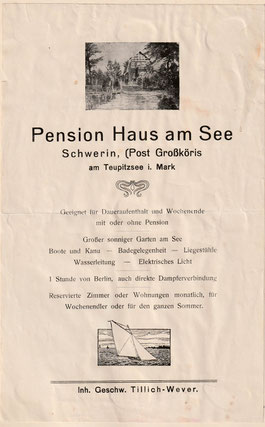 Pension Haus am See
Schwerin, (Post Großköris
am Teupitzsee i. Mark
Geeignet für Daueraufenthalt und Wochenende
mit oder ohne Pension
Großer sonniger Garten am See
Boote und Kanu — Badegelegenheit — Liegestühle
Wasserleitung — Elektrisches Licht
1 Stunde von Berlin, auch direkte Dampferverbindung
Reservierte Zimmer oder Wohnungen monatlich, für
Wochenendler oder für den ganzen Sommer.
Inh. Geschw. Tillich-Wever.